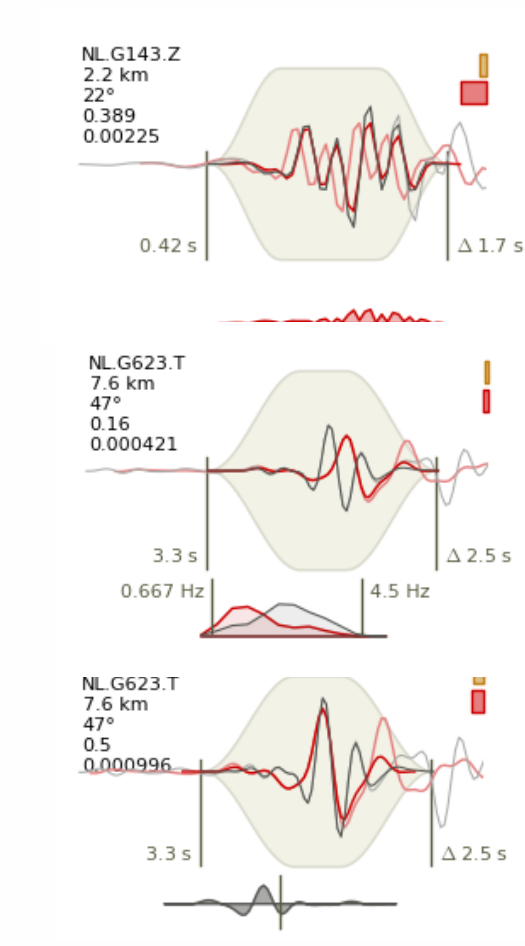 NL.G143.Z
2.2 km
22°
0.389
0.00225
0.42 s
Δ 1.7 s
NL.G623.T
7.6 km
47°
0.16
0.000421
3.3 s
Δ 2.5 s
0.667 Hz
4.5 Hz
NL.G623.T
7.6 km
47°
0.5
0.000996
3.3 s
Δ 2.5 s